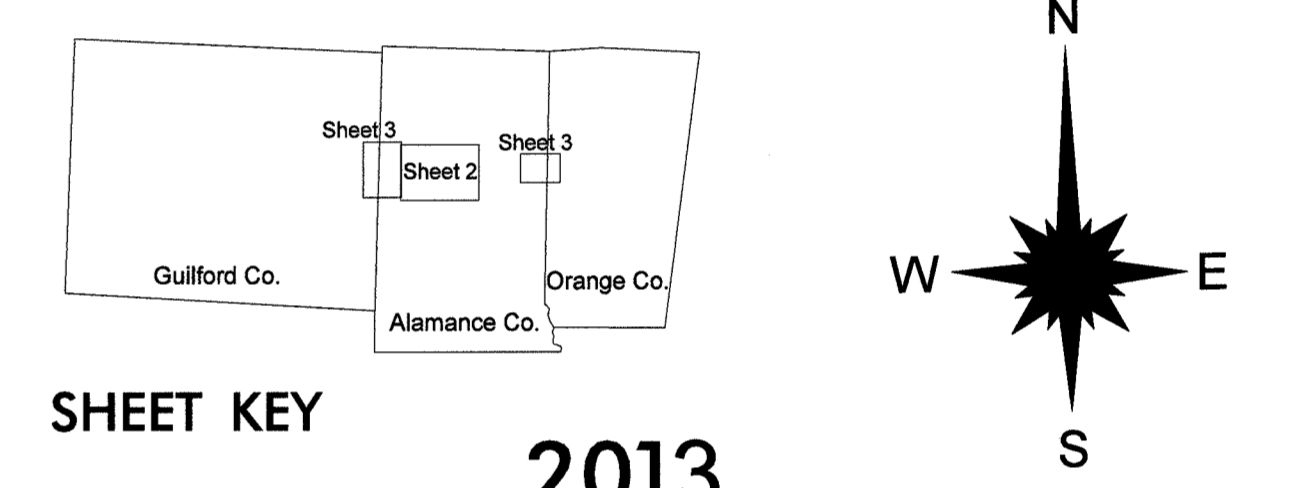 N
Sheet 3
Sheet 3
Sheet 2
W
E
Guilford Co.
Orange Co.
Alamance Co.
SHEET KEY
2013
S